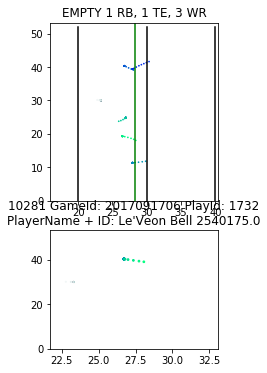 EMPTY 1 RB, 1 TE, 3 WR
50
40
30
20
10
0
20 25 30 35 40
10281 GameId: 2017091706 PlayId: 1732
PlayerName + ID: Le'Veon Bell 2540175.0
40
20
0
22.5 25.0 27.5 30.0 32.5